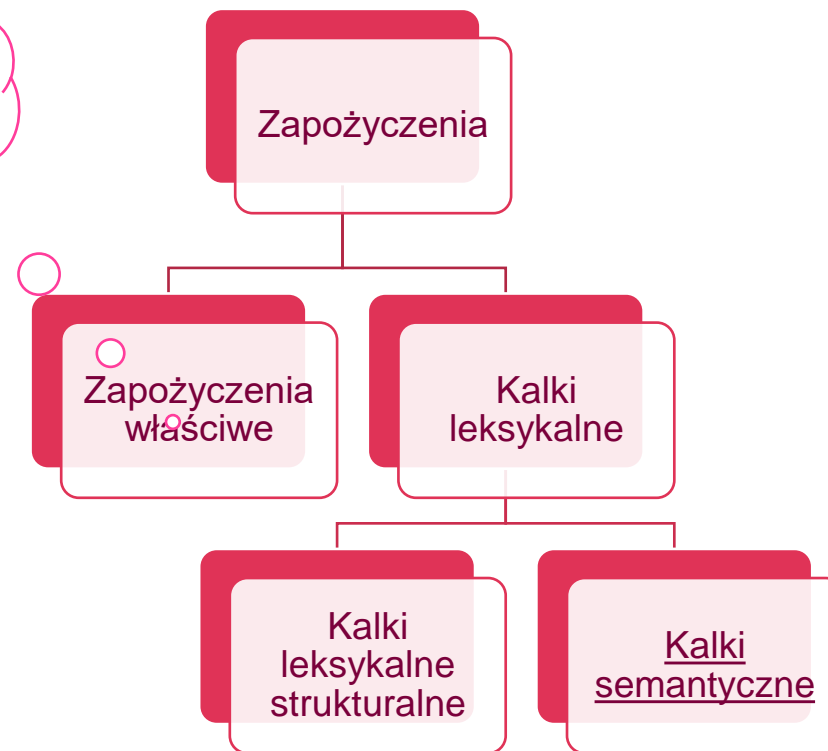 Zapożyczenia
Zapożyczenia
właściwe
Kalki
leksykalne
Kalki
leksykalne
strukturalne
Kalki
semantyczne